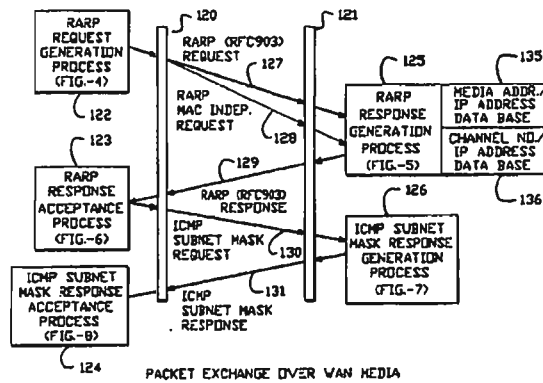 120
121
RARP
REQUEST
GENERATION
PROCESS
(FIG.-4)
122
RARP (RFC903)
REQUEST
127
RARP
MAC INDEP.
REQUEST
128
125
135
RARP
RESPONSE
GENERATION
PROCESS
(FIG.-5)
MEDIA ADDR./
IP ADDRESS
DATA BASE
CHANNEL NO./
IP ADDRESS
DATA BASE
136
123
RARP
RESPONSE
ACCEPTANCE
PROCESS
(FIG.-6)
129
RARP (RFC903)
RESPONSE
ICMP
SUBNET MASK
REQUEST
130
126
ICMP SUBNET
MASK RESPONSE
GENERATION
PROCESS
(FIG.-7)
ICMP SUBNET
MASK RESPONSE
ACCEPTANCE
PROCESS
(FIG.-8)
124
131
ICMP
SUBNET MASK
RESPONSE
PACKET EXCHANGE OVER WAN MEDIA